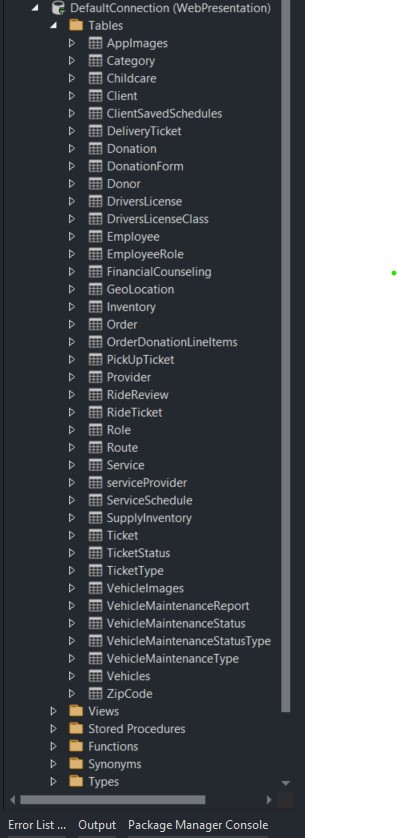 DefaultConnection (WebPresentation)
Tables
AppImages
Category
Childcare
Client
ClientSavedSchedules
DeliveryTicket
Donation
DonationForm
Donor
DriversLicense
DriversLicenseClass
Employee
EmployeeRole
FinancialCounseling
GeoLocation
Inventory
Order
OrderDonationLineItems
PickUpTicket
Provider
RideReview
RideTicket
Role
Route
Service
serviceProvider
ServiceSchedule
SupplyInventory
Ticket
TicketStatus
TicketType
VehicleImages
VehicleMaintenanceReport
VehicleMaintenanceStatus
VehicleMaintenanceStatusType
VehicleMaintenanceType
Vehicles
ZipCode
Views
Stored Procedures
Functions
Synonyms
Types
Error List ... Output Package Manager Console